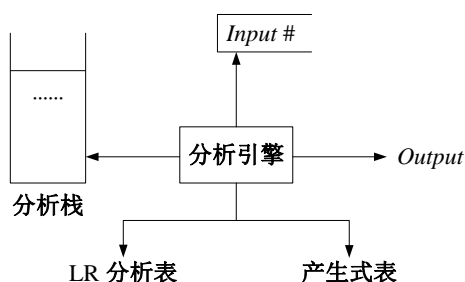 Input #
......
分析引擎
Output
分析栈
LR 分析表
产生式表